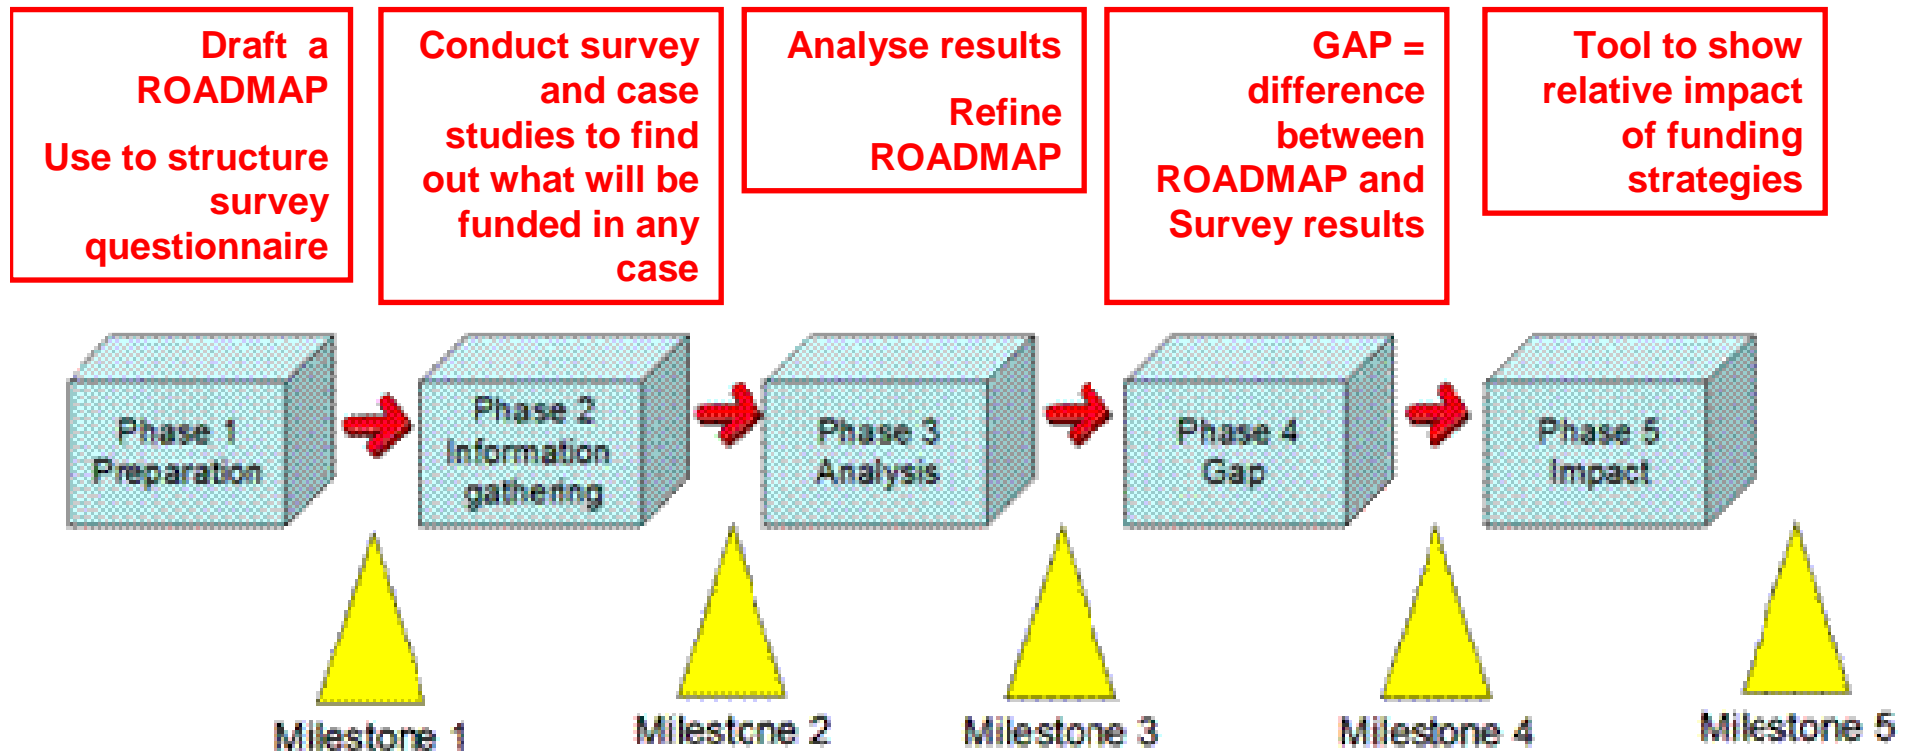 Draft a
ROADMAP
Use to structure
survey
questionnaire
Conduct survey
and case
studies to find
out what will be
funded in any
case
Analyse results
Refine
ROADMAP
GAP =
difference
between
ROADMAP and
Survey results
Tool to show
relative impact
of funding
strategies
Phase 1
Preparation
Phase 2
Information
gathering
Phase 3
Analysis
Phase 4
Gap
Phase 5
Impact
Milestone 1
Milestone 2
Milestone 3
Milestone 4
Milestone 5